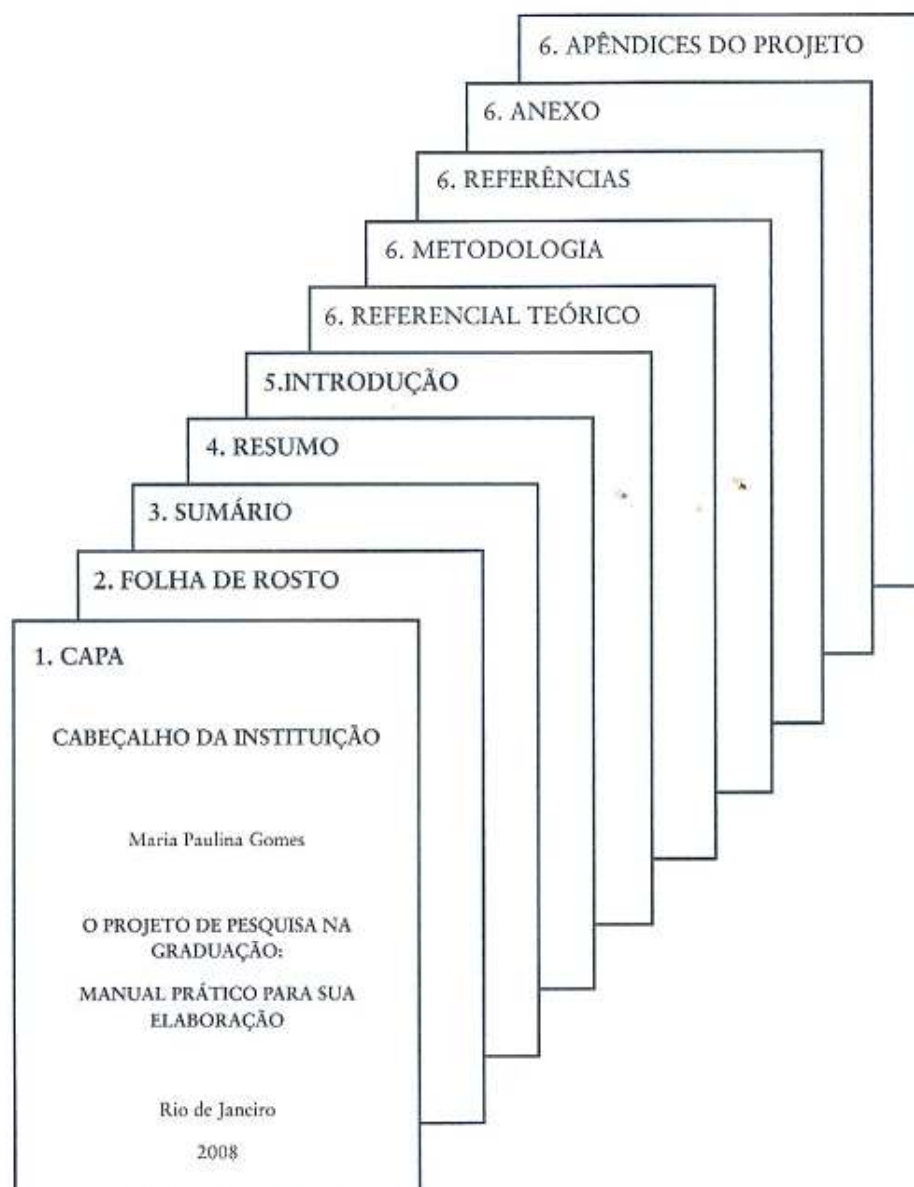 6. APÊNDICES DO PROJETO
6. ANEXO
6. REFERÊNCIAS
6. METODOLOGIA
6. REFERENCIAL TEÓRICO
5.INTRODUÇÃO
4. RESUMO
3. SUMÁRIO
2. FOLHA DE ROSTO
1. CAPA
CABEÇALHO DA INSTITUIÇÃO
Maria Paulina Gomes
O PROJETO DE PESQUISA NA
GRADUAÇÃO:
MANUAL PRÁTICO PARA SUA
ELABORAÇÃO
Rio de Janeiro
2008